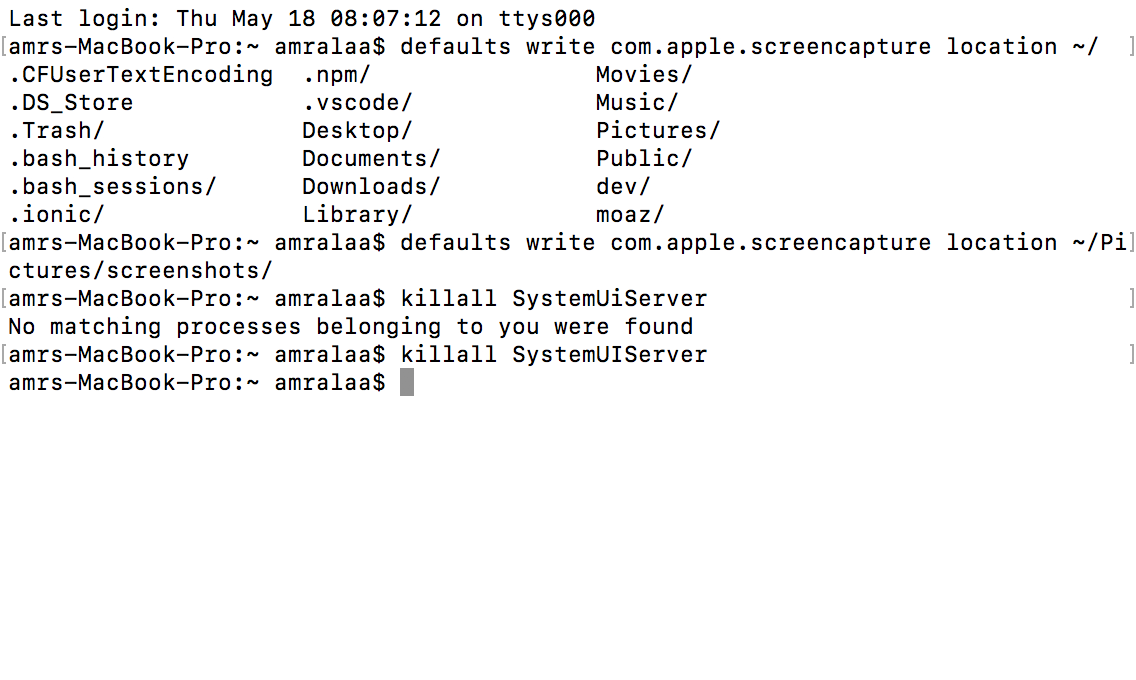 Last login: Thu May 18 08:07:12 on ttys000
[amrs-MacBook-Pro:~ amralaa$ defaults write com.apple.screencapture location ~/  ]
.CFUserTextEncoding  .npm/                Movies/
.DS_Store            .vscode/             Music/
.Trash/              Desktop/             Pictures/
.bash_history        Documents/           Public/
.bash_sessions/      Downloads/           dev/
.ionic/              Library/             moaz/
[amrs-MacBook-Pro:~ amralaa$ defaults write com.apple.screencapture location ~/Pi]
ctures/screenshots/
[amrs-MacBook-Pro:~ amralaa$ killall SystemUiServer                              ]
No matching processes belonging to you were found
[amrs-MacBook-Pro:~ amralaa$ killall SystemUIServer                              ]
amrs-MacBook-Pro:~ amralaa$